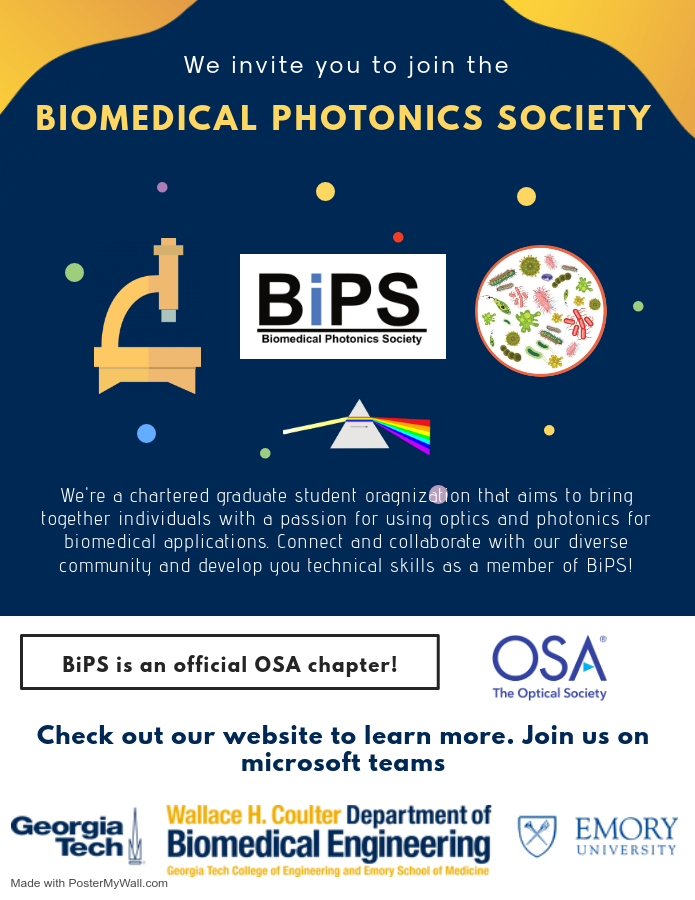 We invite you to join the
BIOMEDICAL PHOTONICS SOCIETY
BiPS
Biomedical Photonics Society
We're a chartered graduate student oragnization that aims to bring
together individuals with a passion for using optics and photonics for
biomedical applications. Connect and collaborate with our diverse
community and develop you technical skills as a member of BiPS!
BiPS is an official OSA chapter!
OSA®
The Optical Society
Check out our website to learn more. Join us on
microsoft teams
Georgia
Tech
Wallace H. Coulter Department of
Biomedical Engineering
Georgia Tech College of Engineering and Emory School of Medicine
EMORY
UNIVERSITY
Made with PosterMyWall.com